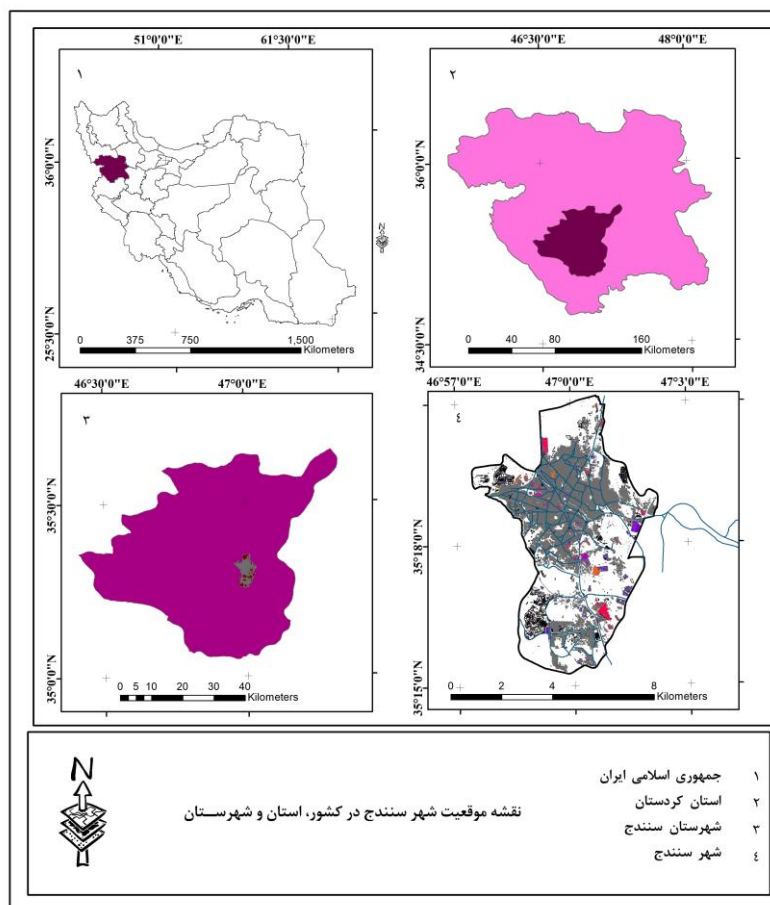 51°0'0"E 61°30'0"E
۱
36°0'0"N
25°30'0"N
N
0 375 750 1,500
Kilometers
46°30'0"E 48°0'0"E
۲
36°0'0"N
34°30'0"N
0 40 80 160
Kilometers
46°30'0"E 47°0'0"E
۳
35°30'0"N
35°0'0"N
0 5 10 20 30 40
Kilometers
46°57'0"E 47°0'0"E 47°3'0"E
٤
35°18'0"N
35°15'0"N
0 2 4 8
Kilometers
۱ جمهوری اسلامی ایران
۲ استان کردستان
۳ شهرستان سنندج
٤ شهر سنندج
نقشه موقعیت شهر سنندج در کشور، استان و شهرســتان
N